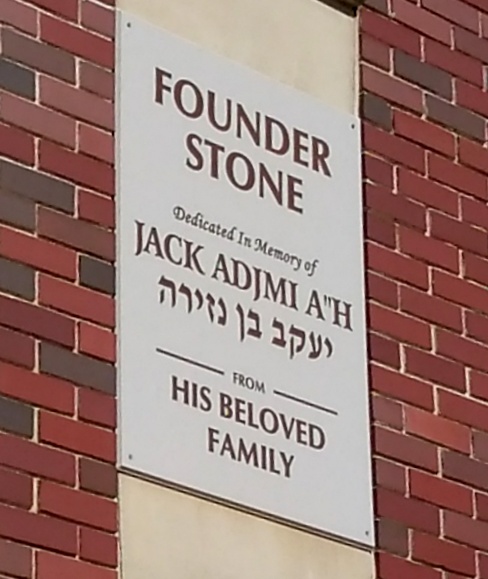 FOUNDER
STONE
Dedicated In Memory of
JACK ADJMI A"H
יעקב בן נזירה
FROM
HIS BELOVED
FAMILY